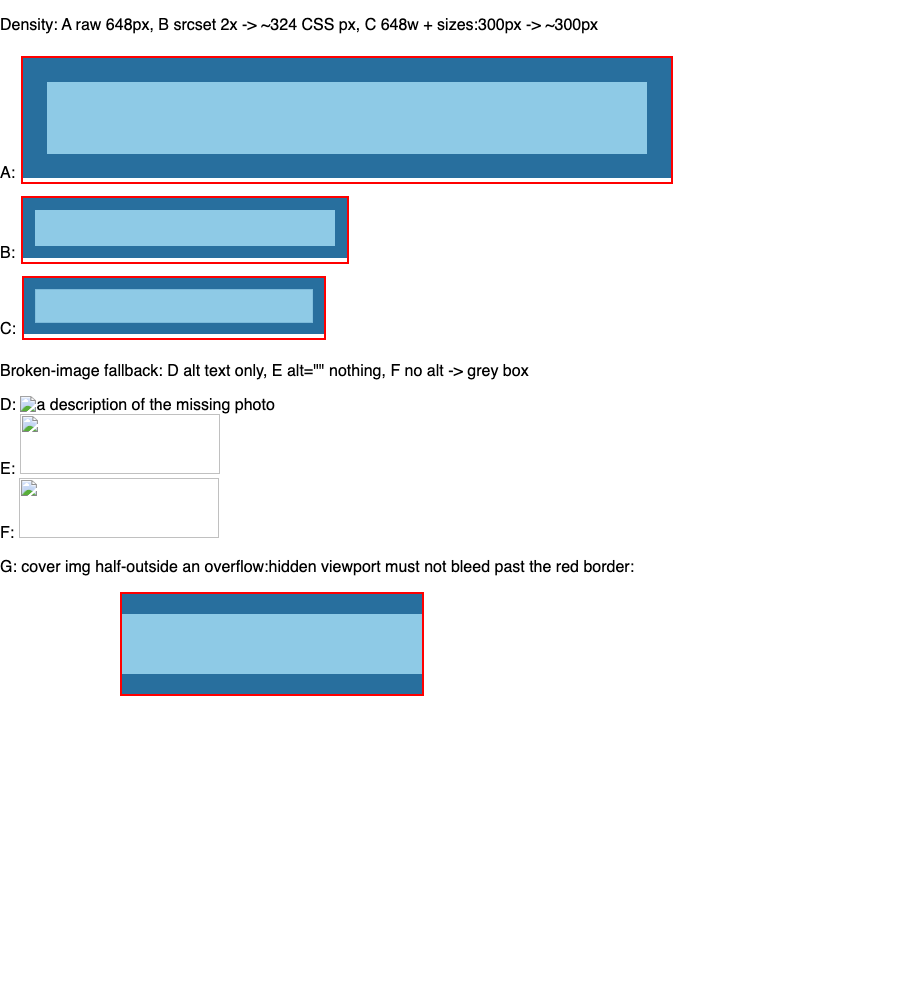 Density: A raw 648px, B srcset 2x -> ~324 CSS px, C 648w + sizes:300px -> ~300px
A:
B:
C:
Broken-image fallback: D alt text only, E alt="" nothing, F no alt -> grey box
D: a description of the missing photo
E:
F:
G: cover img half-outside an overflow:hidden viewport must not bleed past the red border: